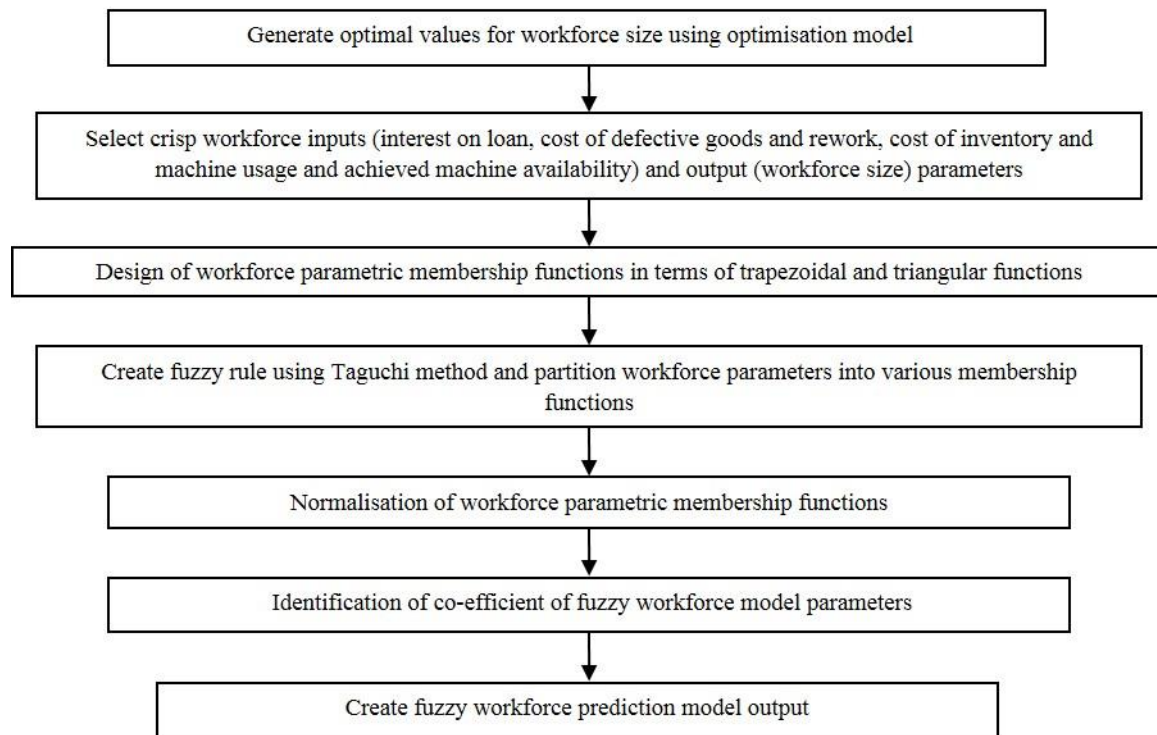 Generate optimal values for workforce size using optimisation model
Select crisp workforce inputs (interest on loan, cost of defective goods and rework, cost of inventory and
machine usage and achieved machine availability) and output (workforce size) parameters
Design of workforce parametric membership functions in terms of trapezoidal and triangular functions
Create fuzzy rule using Taguchi method and partition workforce parameters into various membership
functions
Normalisation of workforce parametric membership functions
Identification of co-efficient of fuzzy workforce model parameters
Create fuzzy workforce prediction model output